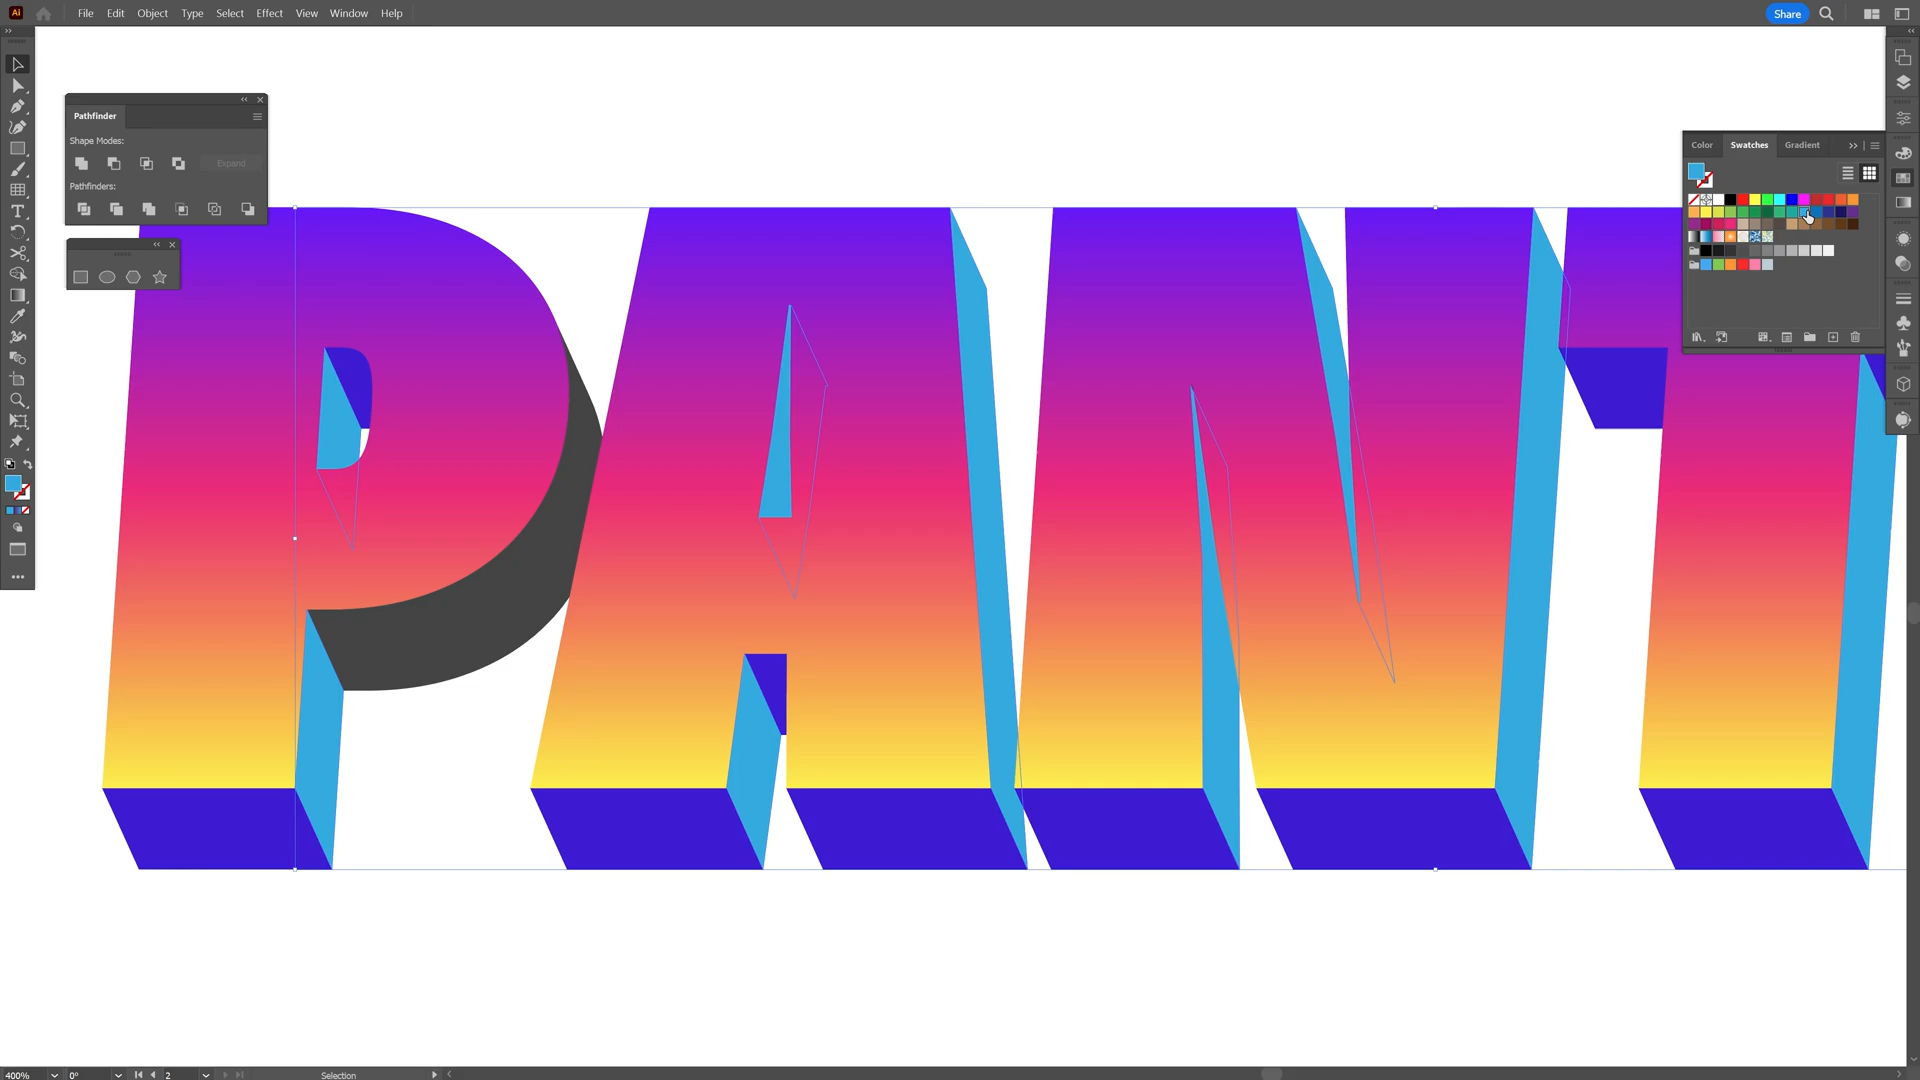 Ai File Edit Object Type Select Effect View Window Help Share
Pathfinder
Shape Modes:
Expand
Pathfinders:
Color Swatches Gradient
PANT
400% 0° 2 Selection